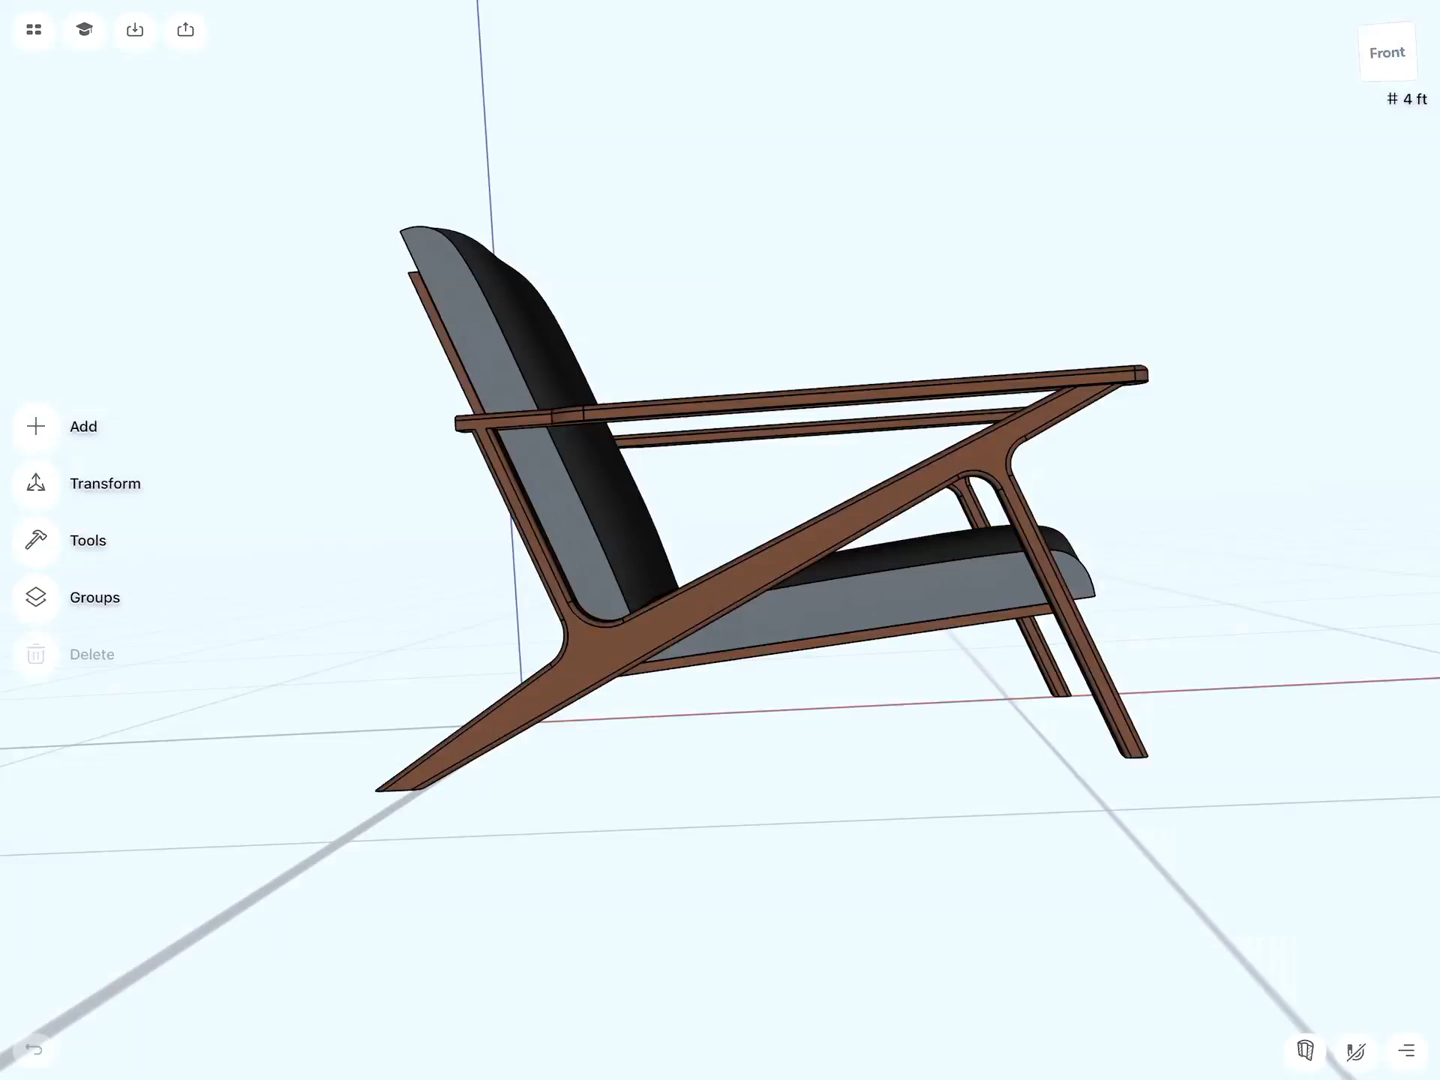 Front
# 4 ft
Add
Transform
Tools
Groups
Delete